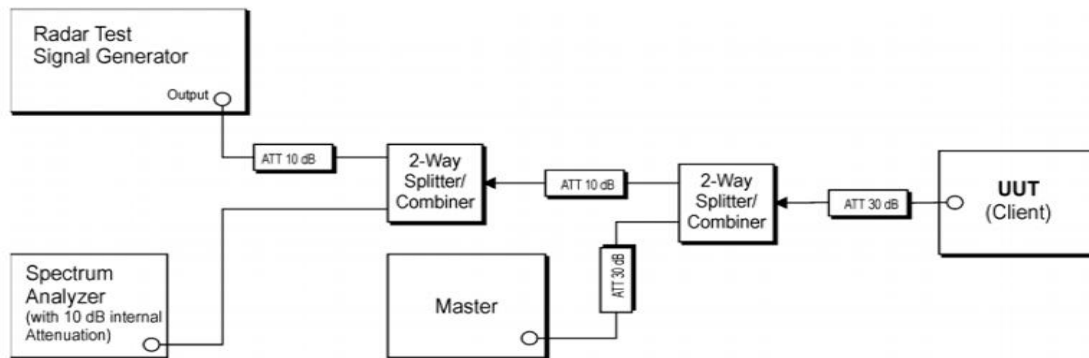 Radar Test
Signal Generator
Output
ATT 10 dB
2-Way
Splitter/
Combiner
ATT 10 dB
2-Way
Splitter/
Combiner
ATT 30 dB
UUT
(Client)
Spectrum
Analyzer
(with 10 dB internal
Attenuation)
Master
ATT 30 dB